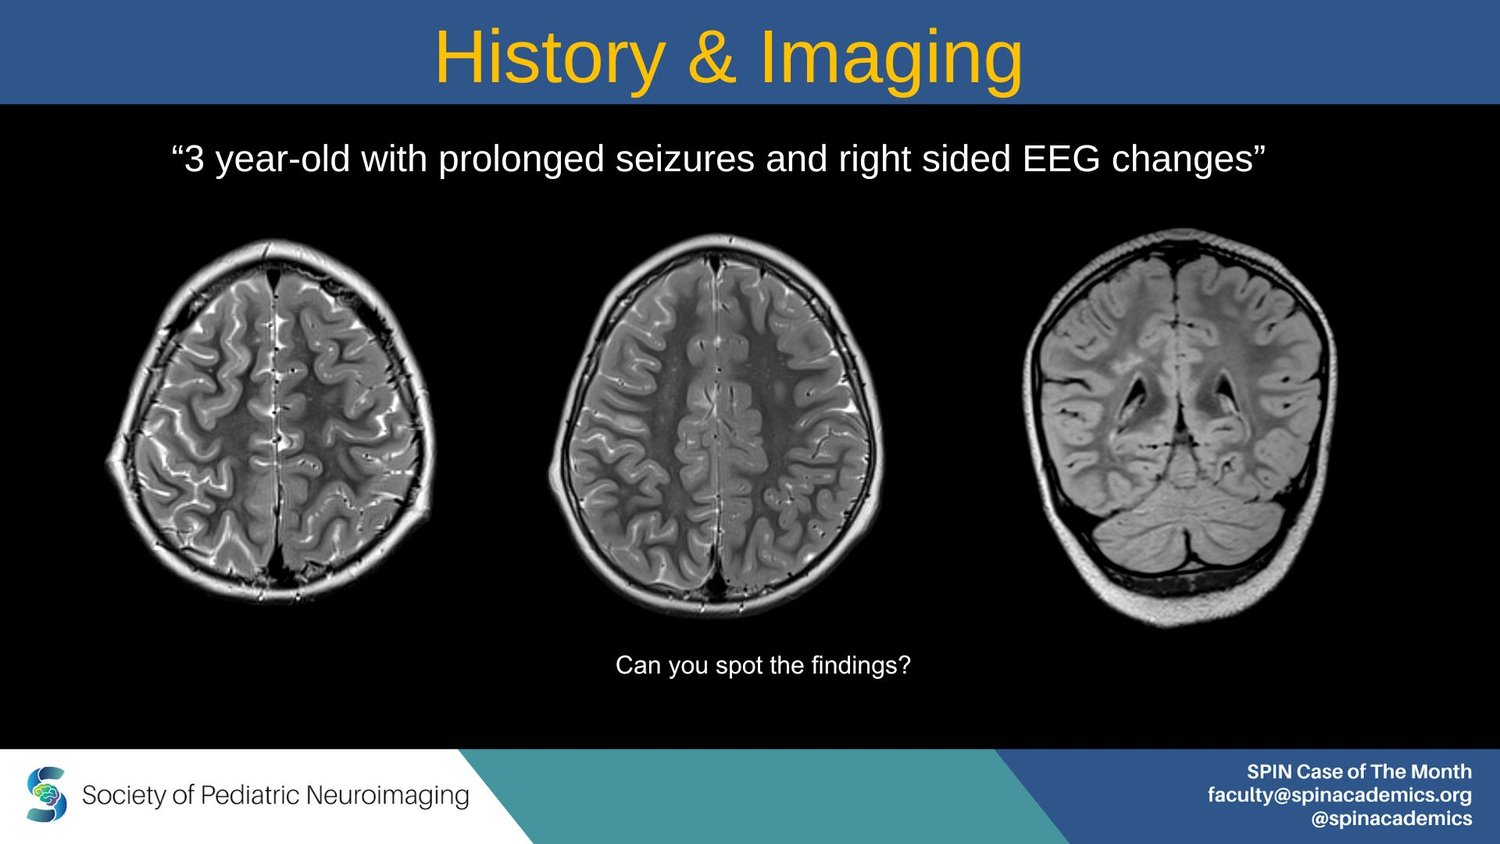 History & Imaging
“3 year-old with prolonged seizures and right sided EEG changes”
Can you spot the findings?
Society of Pediatric Neuroimaging
SPIN Case of The Month
faculty@spinacademics.org
@spinacademics